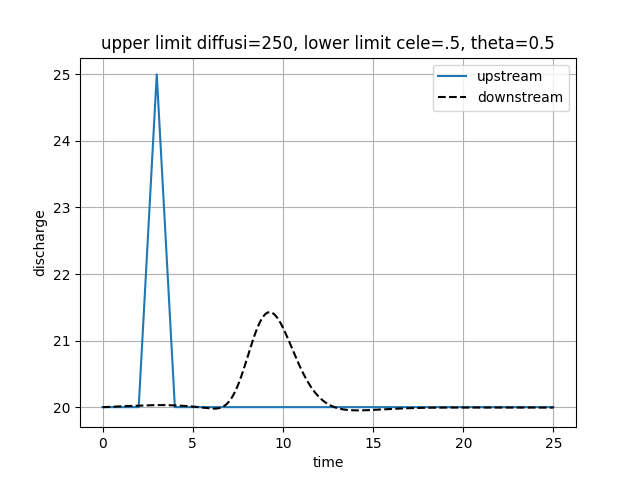 upper limit diffusi=250, lower limit cele=.5, theta=0.5
upstream
downstream
25
24
23
22
21
20
discharge
0 5 10 15 20 25
time